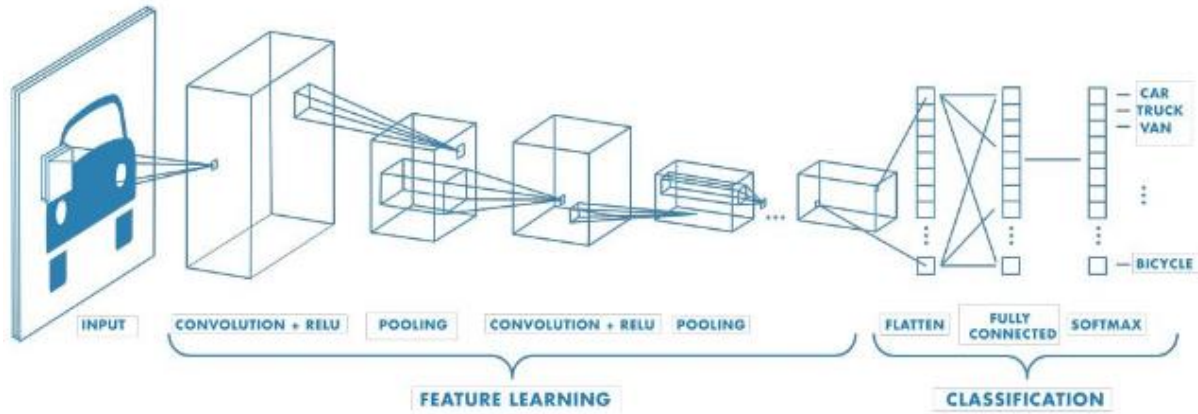 CAR
TRUCK
VAN
BICYCLE
INPUT
CONVOLUTION + RELU
POOLING
CONVOLUTION + RELU
POOLING
FLATTEN
FULLY
CONNECTED
SOFTMAX
FEATURE LEARNING
CLASSIFICATION